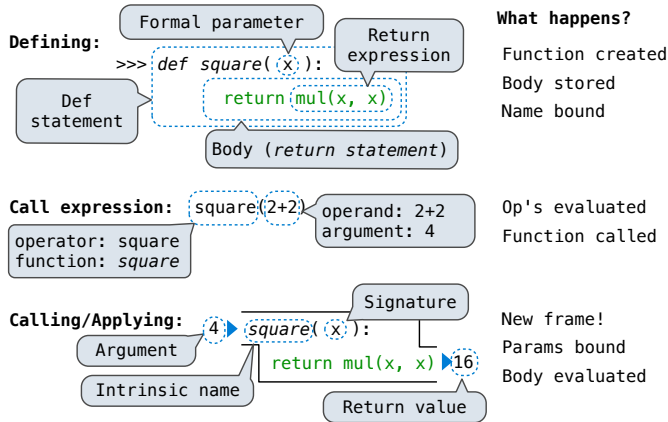 Formal parameter
What happens?
Defining:
Return
expression
>>> def square( x ):
Function created
Def
statement
return mul(x, x)
Body stored
Name bound
Body (return statement)
Call expression: square(2+2)
operand: 2+2
argument: 4
Op's evaluated
operator: square
function: square
Function called
Signature
Calling/Applying: 4 square( x ):
New frame!
Argument
return mul(x, x) 16
Params bound
Intrinsic name
Body evaluated
Return value